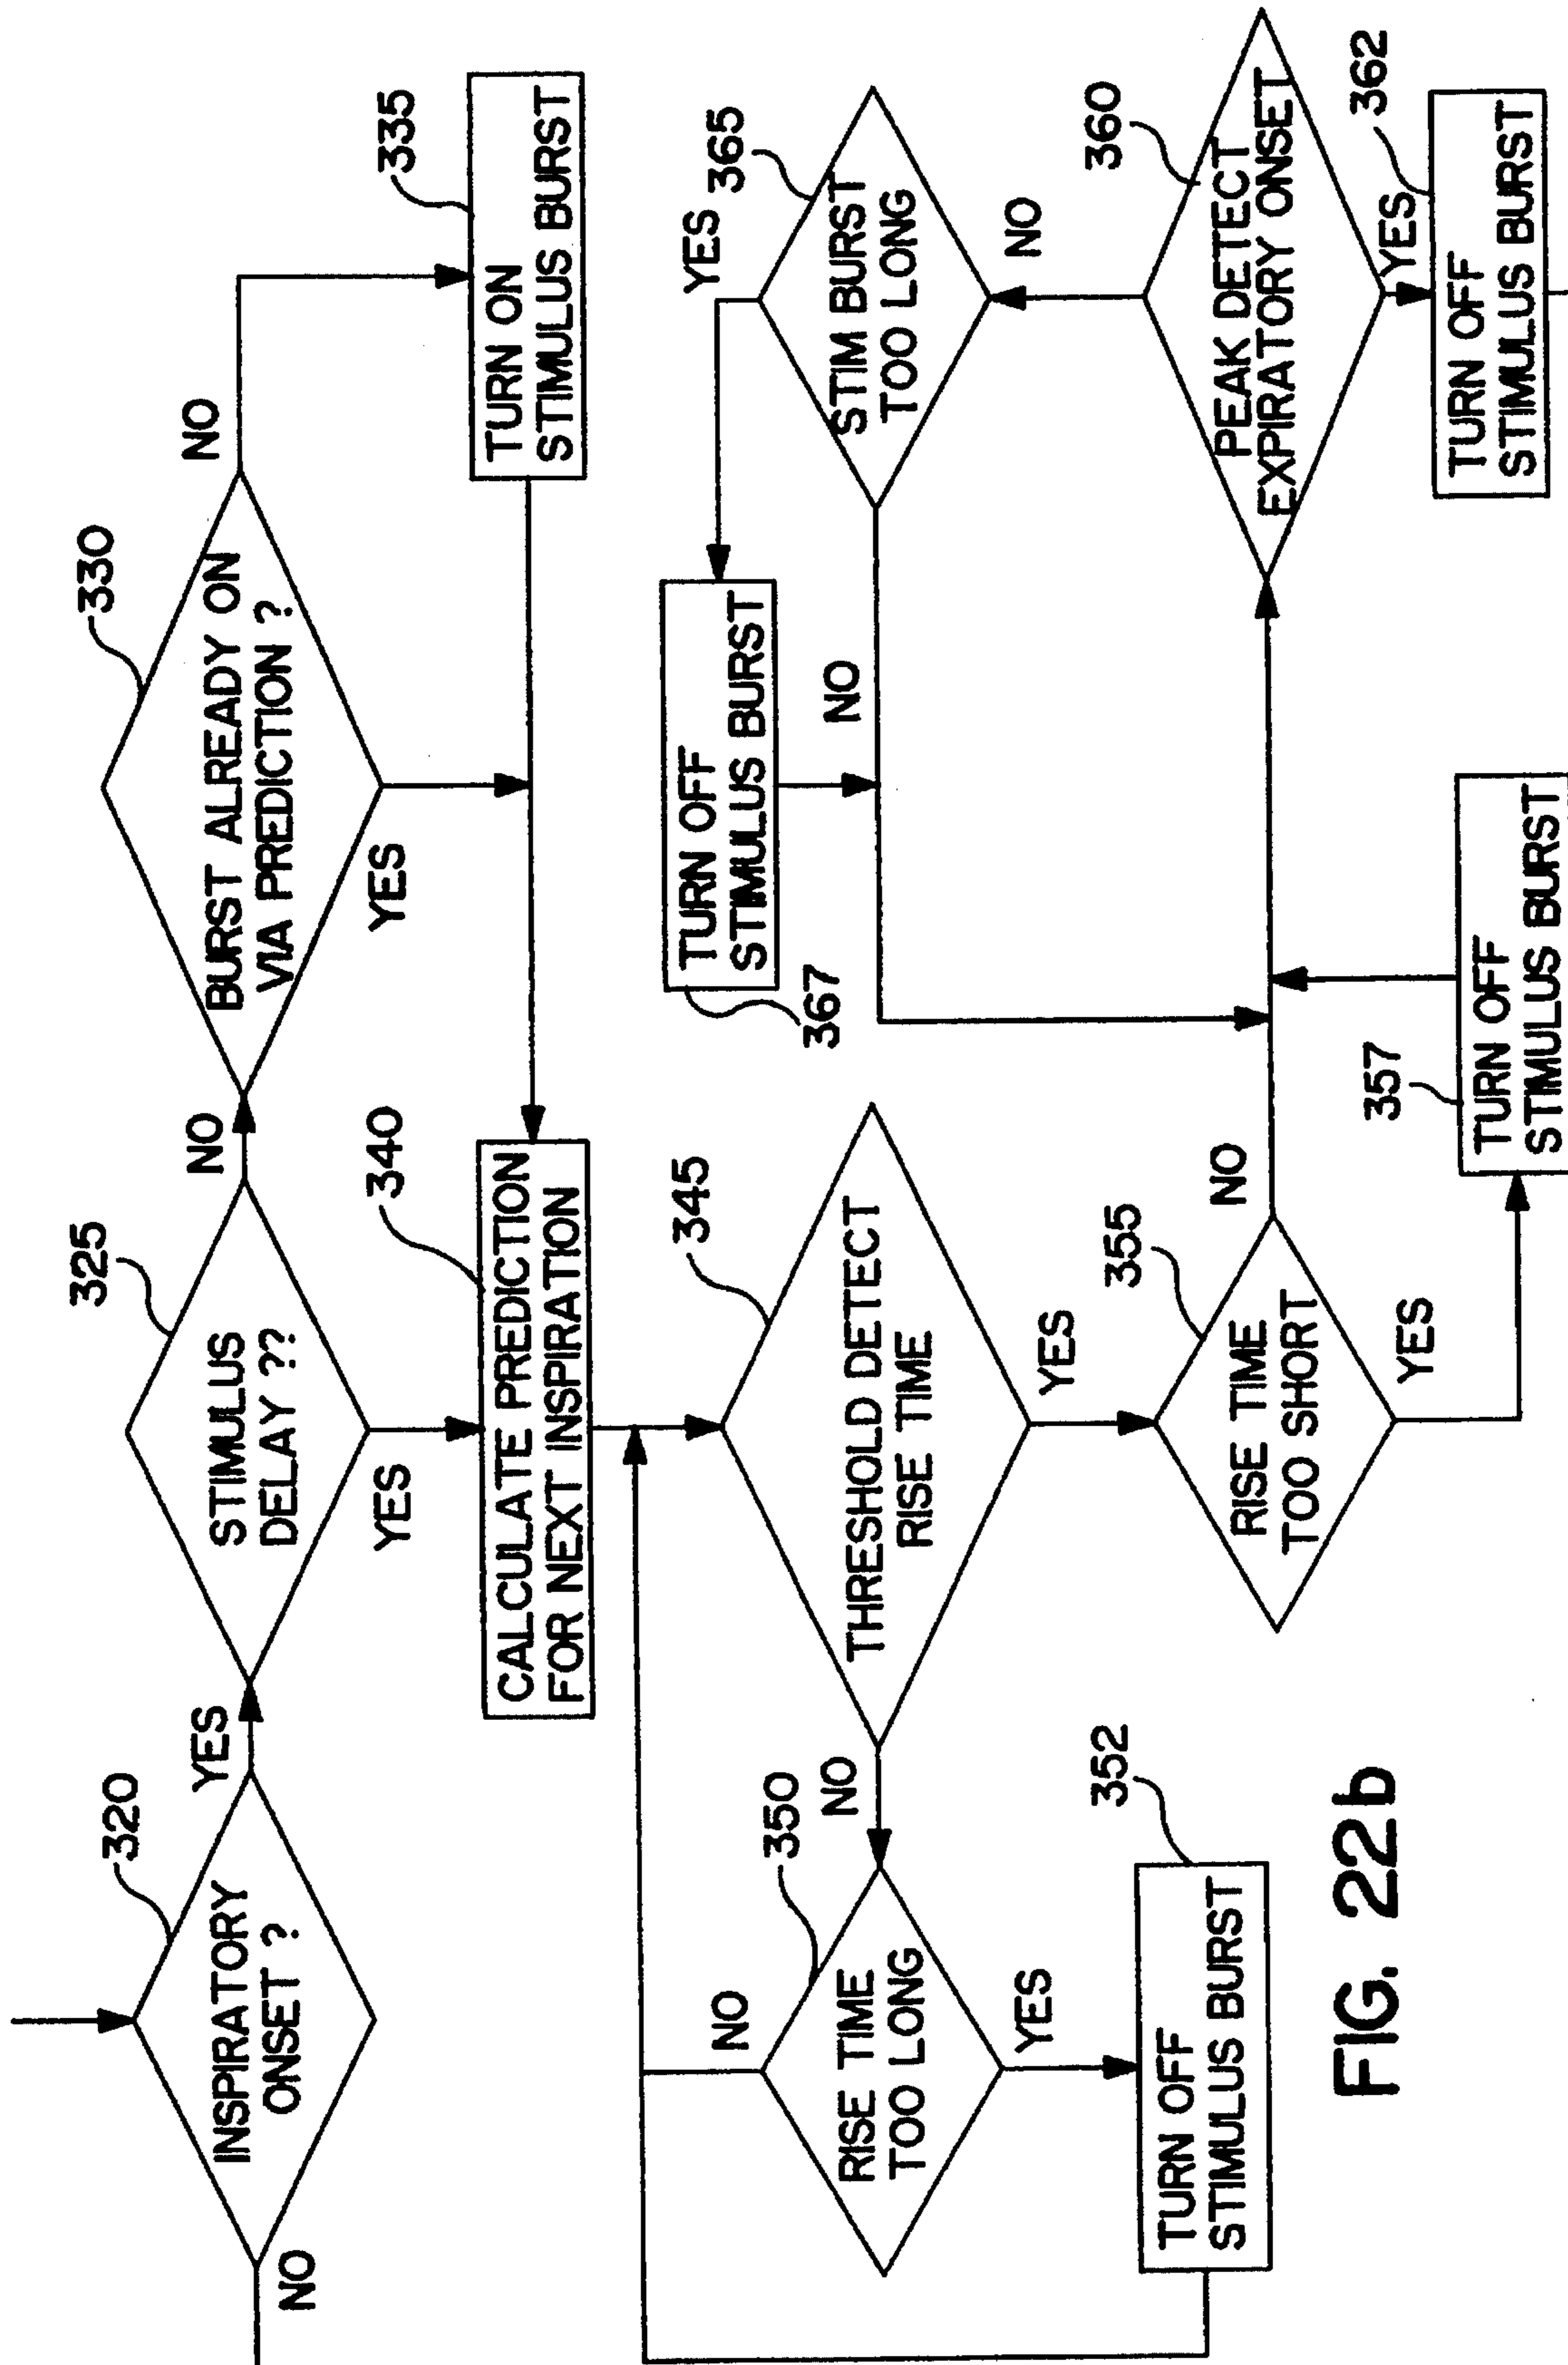 320
INSPIRATORY
ONSET ?
NO
YES
325
STIMULUS
DELAY ??
NO
YES
330
BURST ALREADY ON
VIA PREDICTION ?
NO
YES
335
TURN ON
STIMULUS BURST
340
CALCULATE PREDICTION
FOR NEXT INSPIRATION
345
THRESHOLD DETECT
RISE TIME
NO
YES
350
RISE TIME
TOO LONG
NO
YES
352
TURN OFF
STIMULUS BURST
355
RISE TIME
TOO SHORT
NO
YES
357
TURN OFF
STIMULUS BURST
360
PEAK DETECT
EXPIRATORY ONSET
NO
YES
362
TURN OFF
STIMULUS BURST
365
STIM BURST
TOO LONG
YES
NO
367
TURN OFF
STIMULUS BURST
FIG. 22b